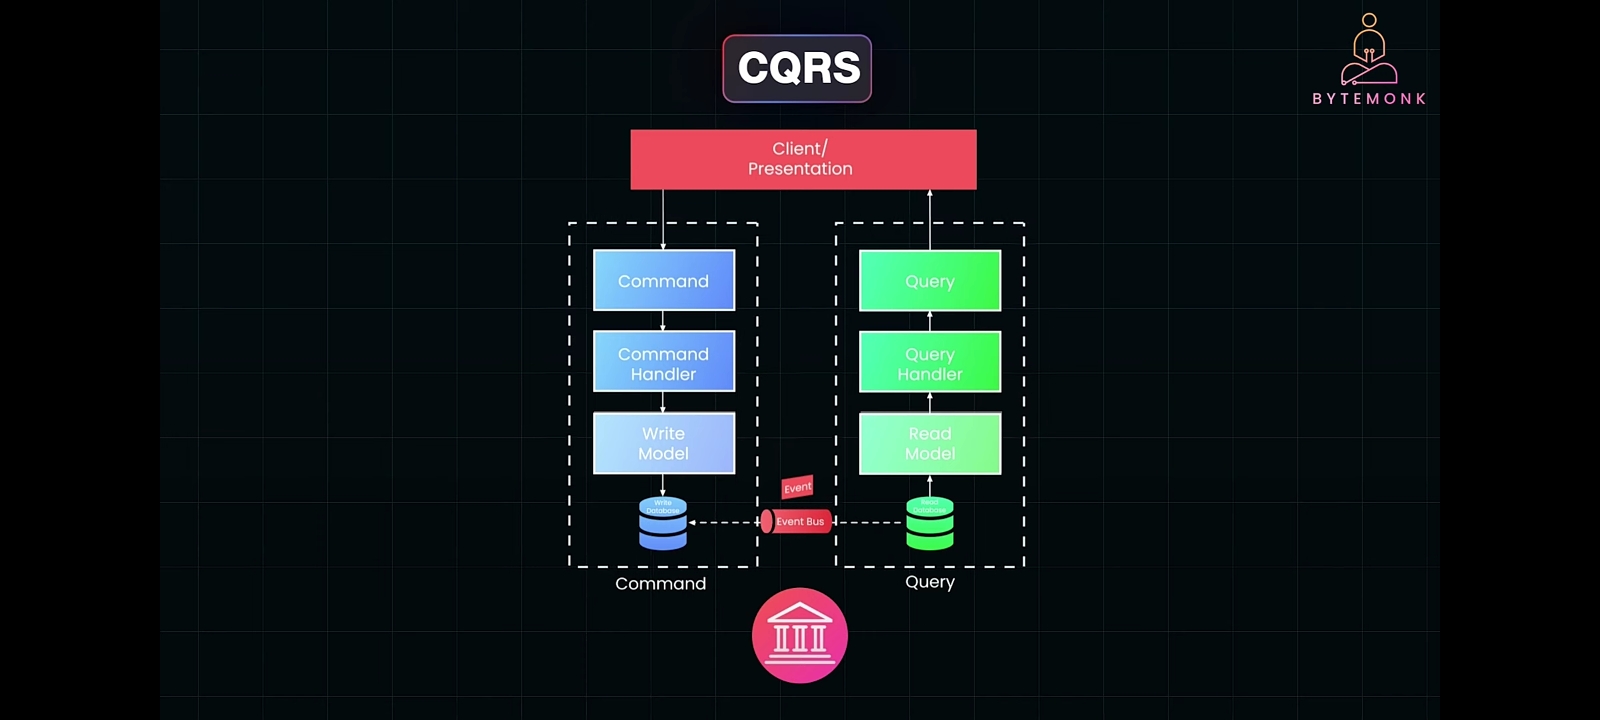 CQRS
BYTEMONK
Client/
Presentation
Command
Query
Command
Handler
Query
Handler
Write
Model
Read
Model
Event
Write
Database
Event Bus
Read
Database
Command
Query